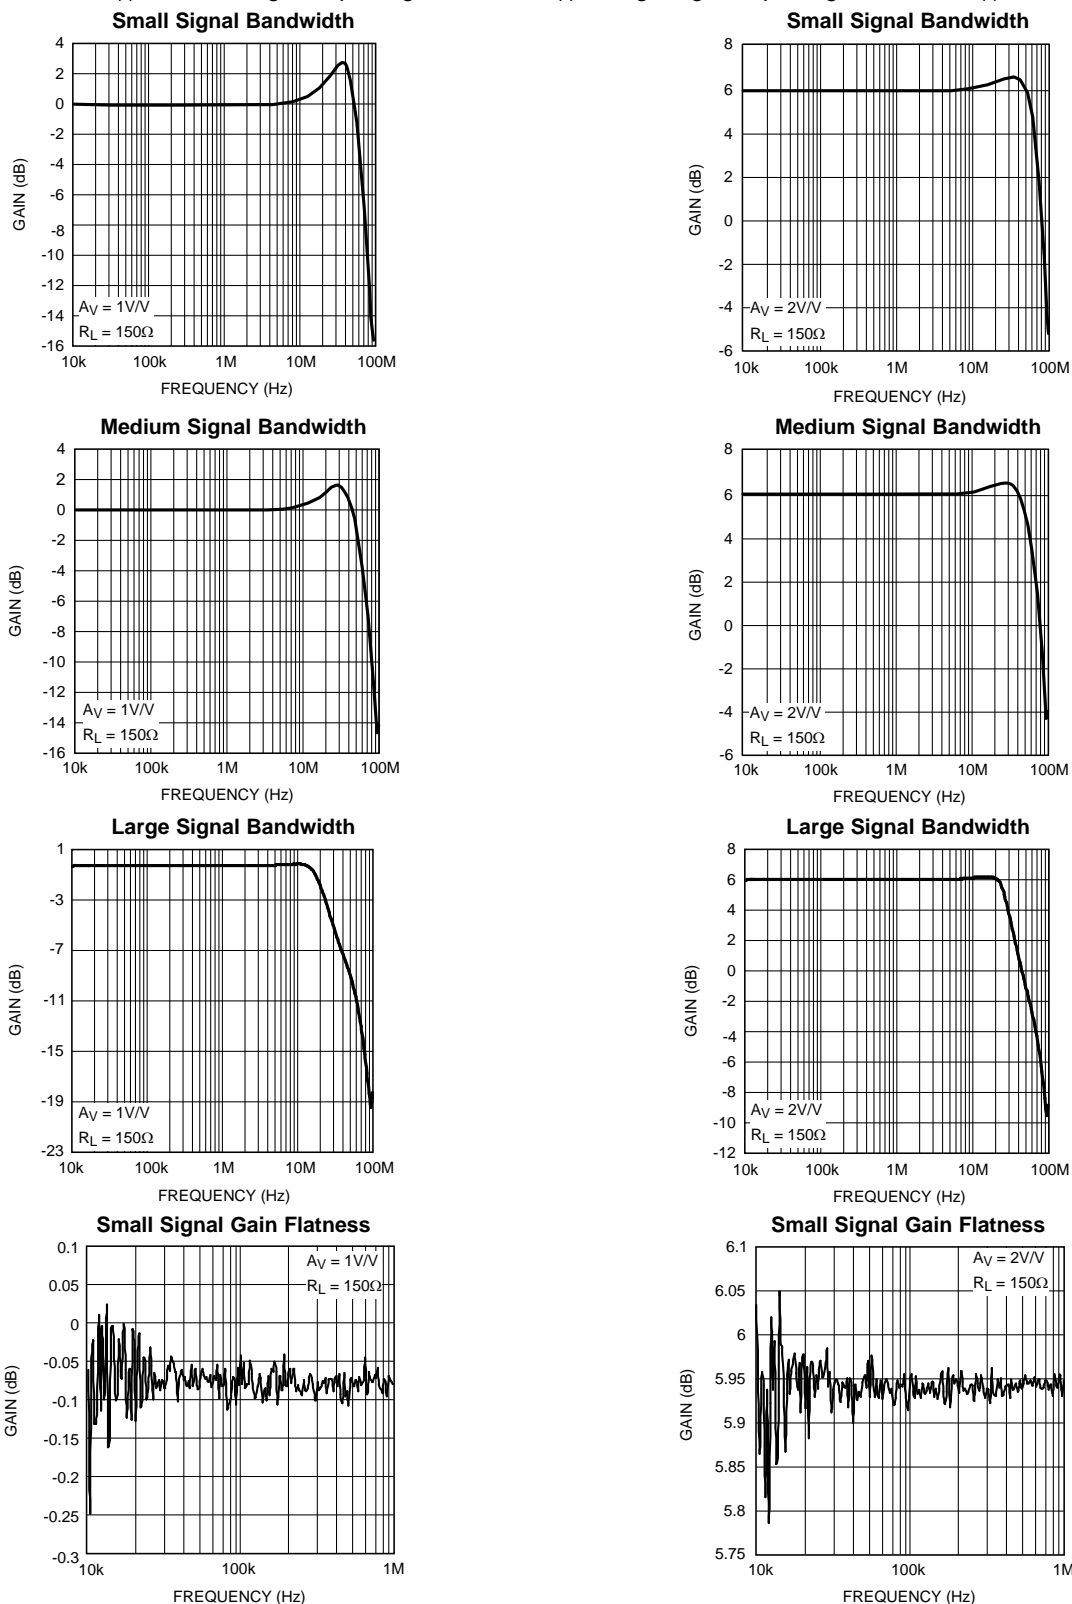 Small Signal Bandwidth
4
2
0
-2
-4
-6
-8
-10
-12
-14
-16
GAIN (dB)
AV = 1V/V
RL = 150Ω
10k 100k 1M 10M 100M
FREQUENCY (Hz)
Small Signal Bandwidth
8
6
4
2
0
-2
-4
-6
GAIN (dB)
AV = 2V/V
RL = 150Ω
10k 100k 1M 10M 100M
FREQUENCY (Hz)
Medium Signal Bandwidth
4
2
0
-2
-4
-6
-8
-10
-12
-14
-16
GAIN (dB)
AV = 1V/V
RL = 150Ω
10k 100k 1M 10M 100M
FREQUENCY (Hz)
Medium Signal Bandwidth
8
6
4
2
0
-2
-4
-6
GAIN (dB)
AV = 2V/V
RL = 150Ω
10k 100k 1M 10M 100M
FREQUENCY (Hz)
Large Signal Bandwidth
1
-3
-7
-11
-15
-19
-23
GAIN (dB)
AV = 1V/V
RL = 150Ω
10k 100k 1M 10M 100M
FREQUENCY (Hz)
Large Signal Bandwidth
8
6
4
2
0
-2
-4
-6
-8
-10
-12
GAIN (dB)
AV = 2V/V
RL = 150Ω
10k 100k 1M 10M 100M
FREQUENCY (Hz)
Small Signal Gain Flatness
0.1
0.05
0
-0.05
-0.1
-0.15
-0.2
-0.25
-0.3
GAIN (dB)
AV = 1V/V
RL = 150Ω
10k 100k 1M
FREQUENCY (Hz)
Small Signal Gain Flatness
6.1
6.05
6
5.95
5.9
5.85
5.8
5.75
GAIN (dB)
AV = 2V/V
RL = 150Ω
10k 100k 1M
FREQUENCY (Hz)